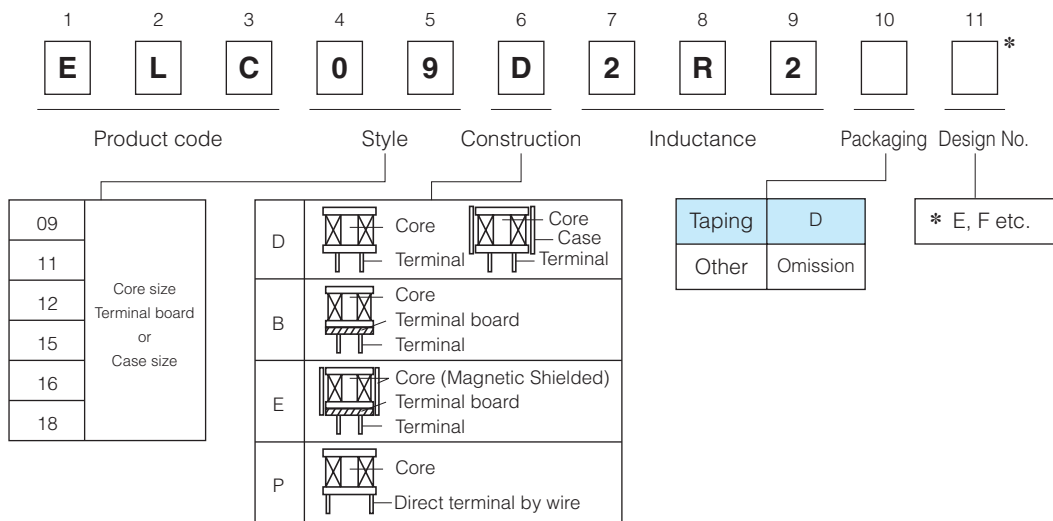 1 2 3 4 5 6 7 8 9 10 11
E L C 0 9 D 2 R 2 *
Product code Style Construction Inductance Packaging Design No.
09
11
12
15
16
18
Core size
Terminal board
or
Case size
D
Core
Terminal
Core
Case
Terminal
B
Core
Terminal board
Terminal
E
Core (Magnetic Shielded)
Terminal board
Terminal
P
Core
Direct terminal by wire
Taping D
Other Omission
* E, F etc.